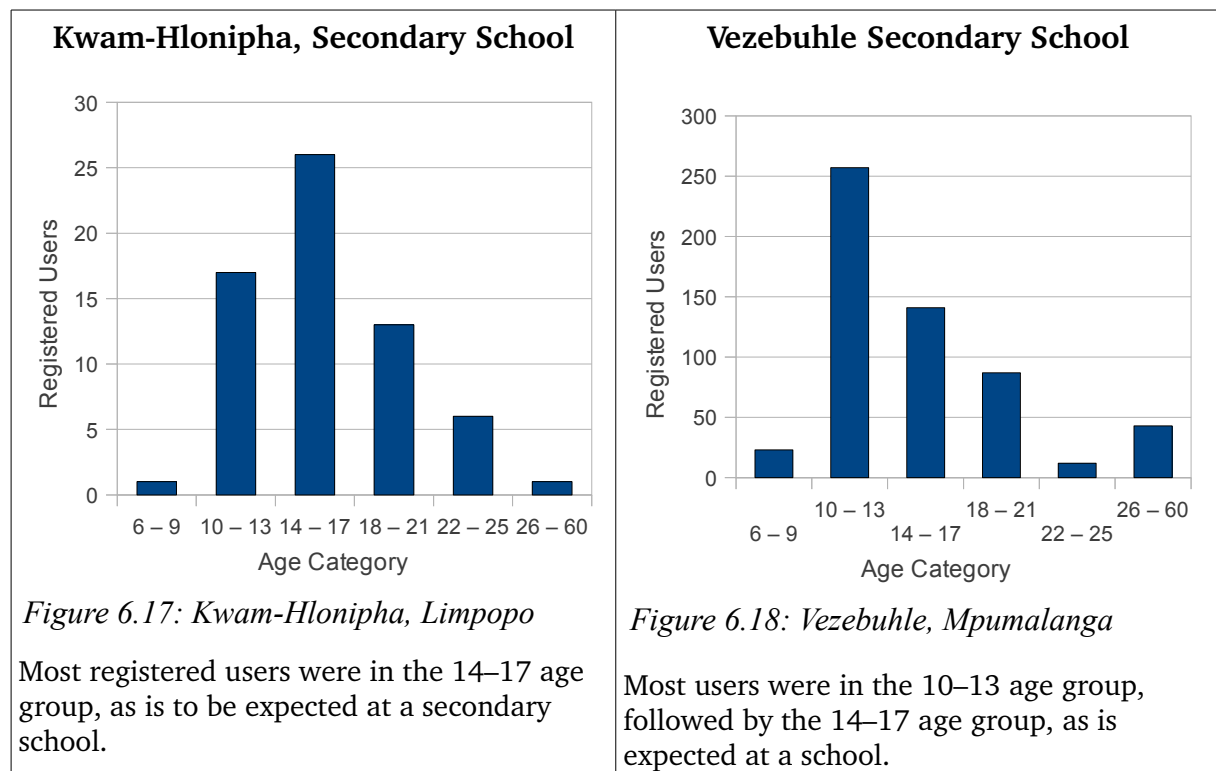 Kwam-Hlonipha, Secondary School
30
25
20
15
10
5
0
Registered Users
6 – 9 10 – 13 14 – 17 18 – 21 22 – 25 26 – 60
Age Category
Figure 6.17: Kwam-Hlonipha, Limpopo
Most registered users were in the 14–17 age
group, as is to be expected at a secondary
school.
Vezebuhle Secondary School
300
250
200
150
100
50
0
Registered Users
10 – 13 18 – 21 26 – 60
6 – 9 14 – 17 22 – 25
Age Category
Figure 6.18: Vezebuhle, Mpumalanga
Most users were in the 10–13 age group,
followed by the 14–17 age group, as is
expected at a school.